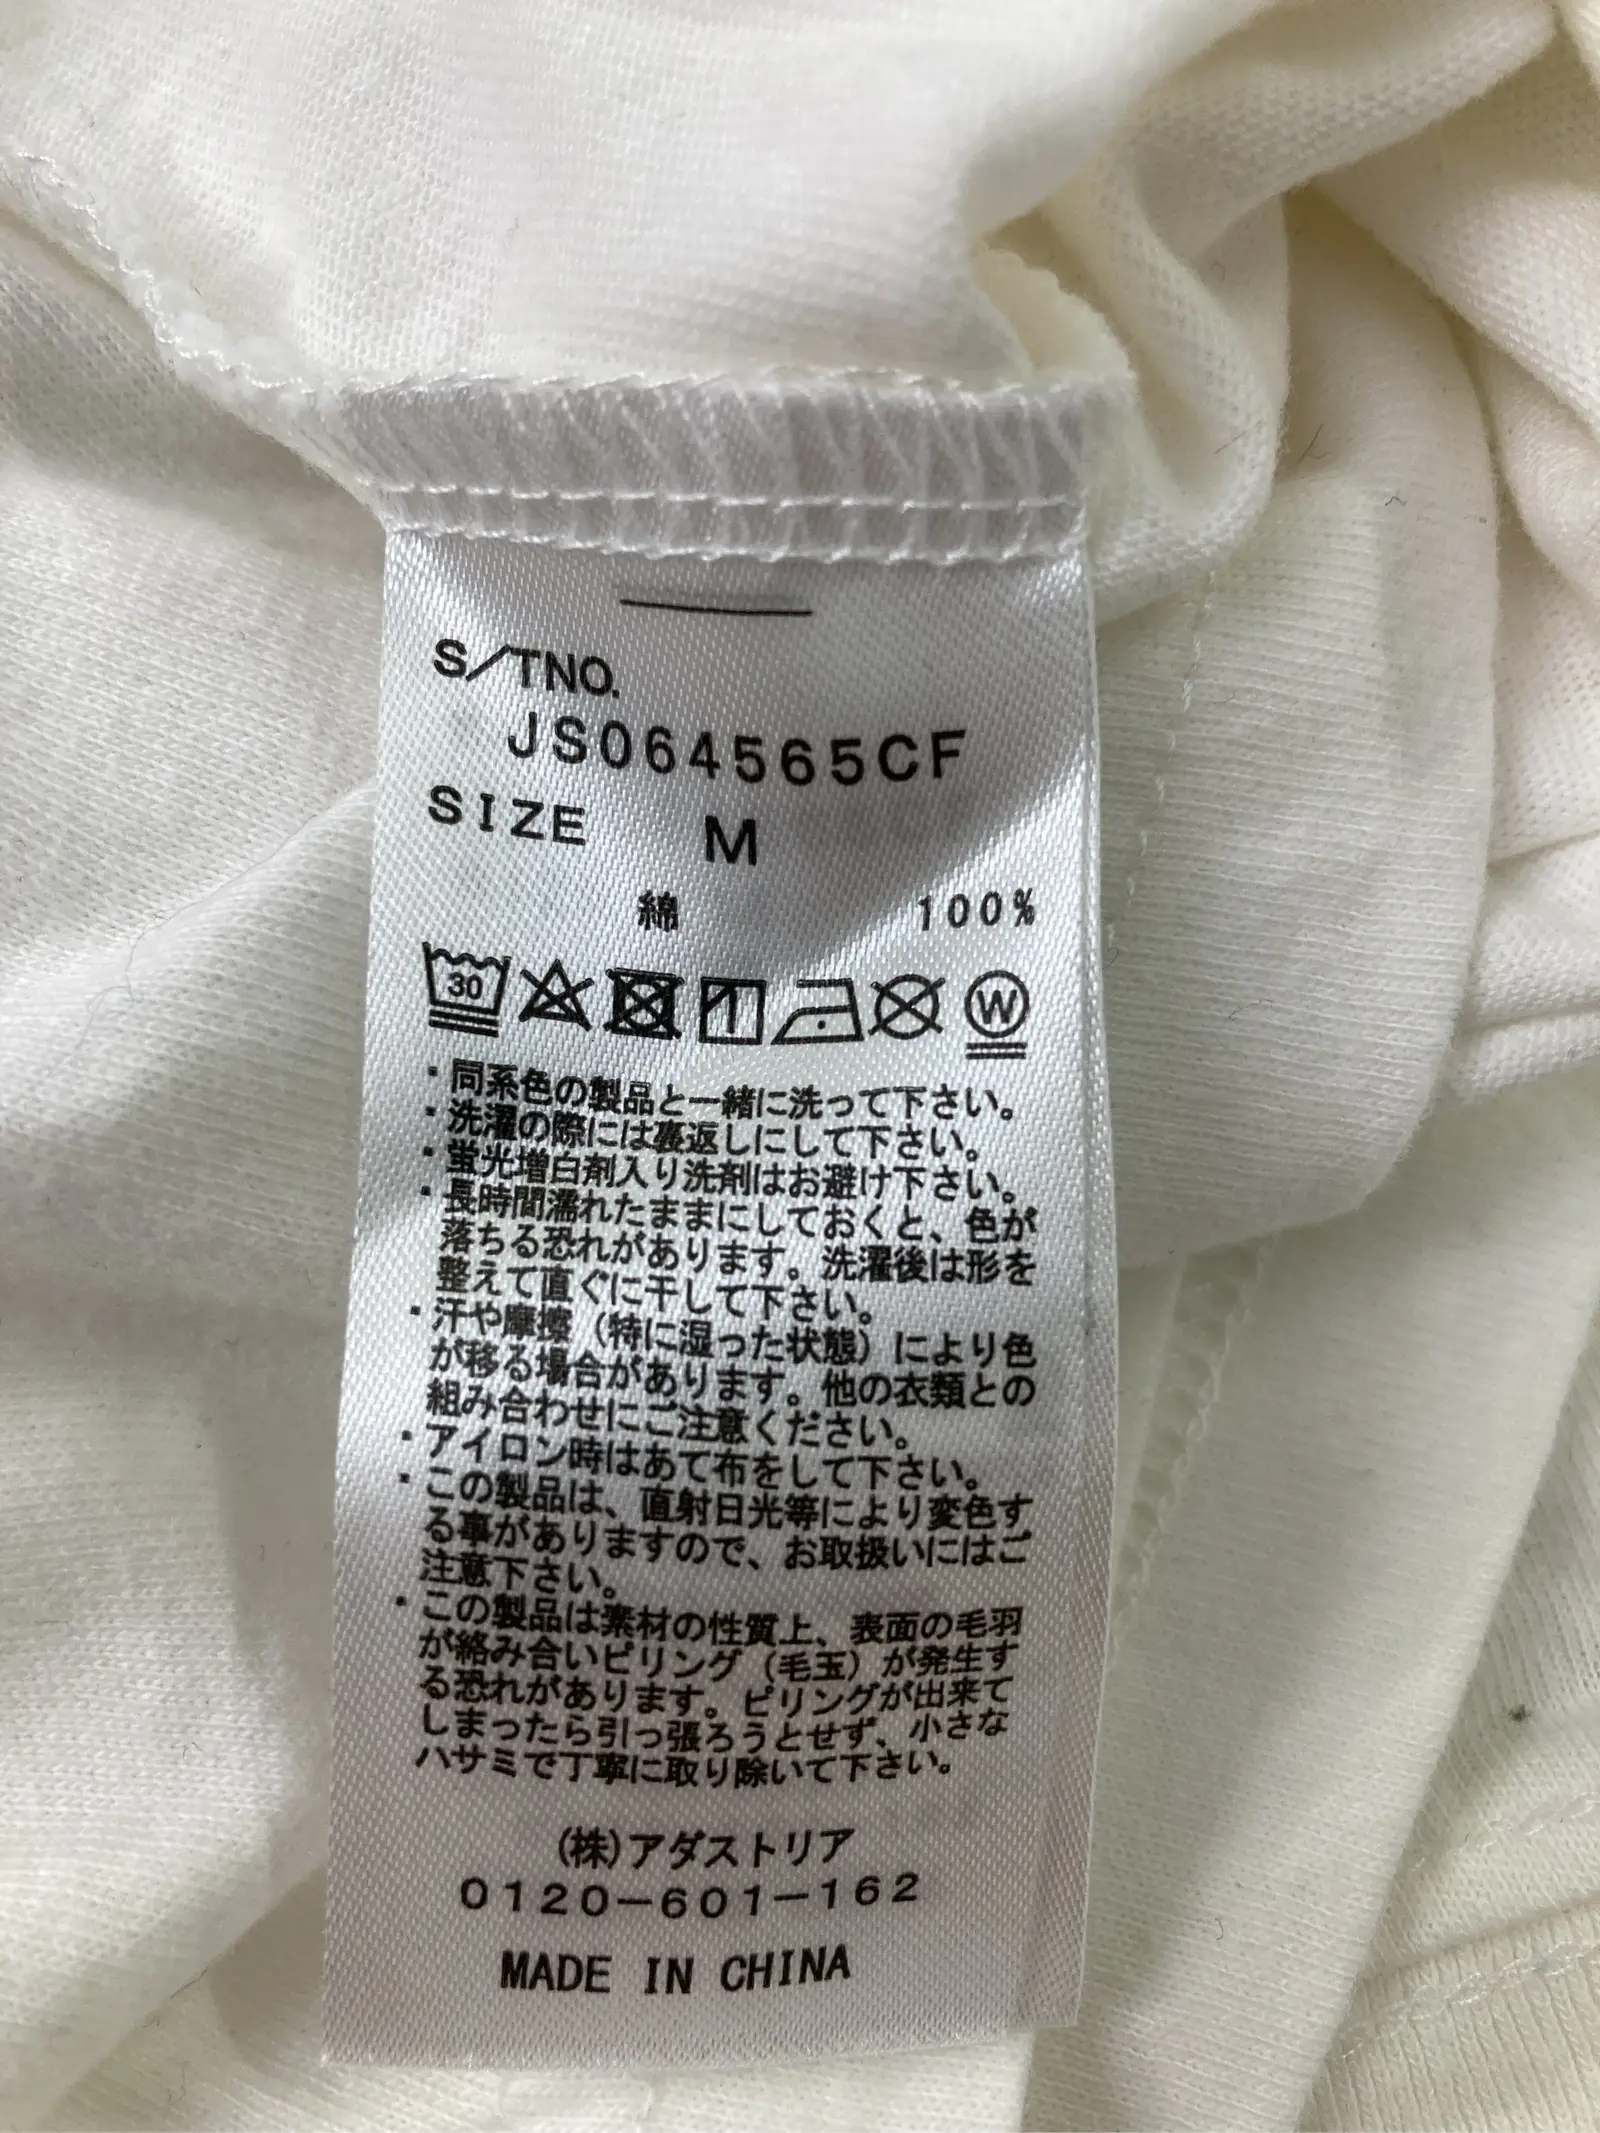 S/TNO.
JS064565CF
SIZE M
綿 100%
30
W
・同系色の製品と一緒に洗って下さい。
・洗濯の際には裏返しにして下さい。
・蛍光増白剤入り洗剤はお避け下さい。
・長時間濡れたままにしておくと、色が
落ちる恐れがあります。洗濯後は形を
整えて直ぐに干して下さい。
・汗や摩擦（特に湿った状態）により色
が移る場合があります。他の衣類との
組み合わせにご注意ください。
・アイロン時はあて布をして下さい。
・この製品は、直射日光等により変色す
る事がありますので、お取扱いにはご
注意下さい。
・この製品は素材の性質上、表面の毛羽
が絡み合いピリング（毛玉）が発生す
る恐れがあります。ピリングが出来て
しまったら引っ張ろうとせず、小さな
ハサミで丁寧に取り除いて下さい。
(株)アダストリア
0120-601-162
MADE IN CHINA